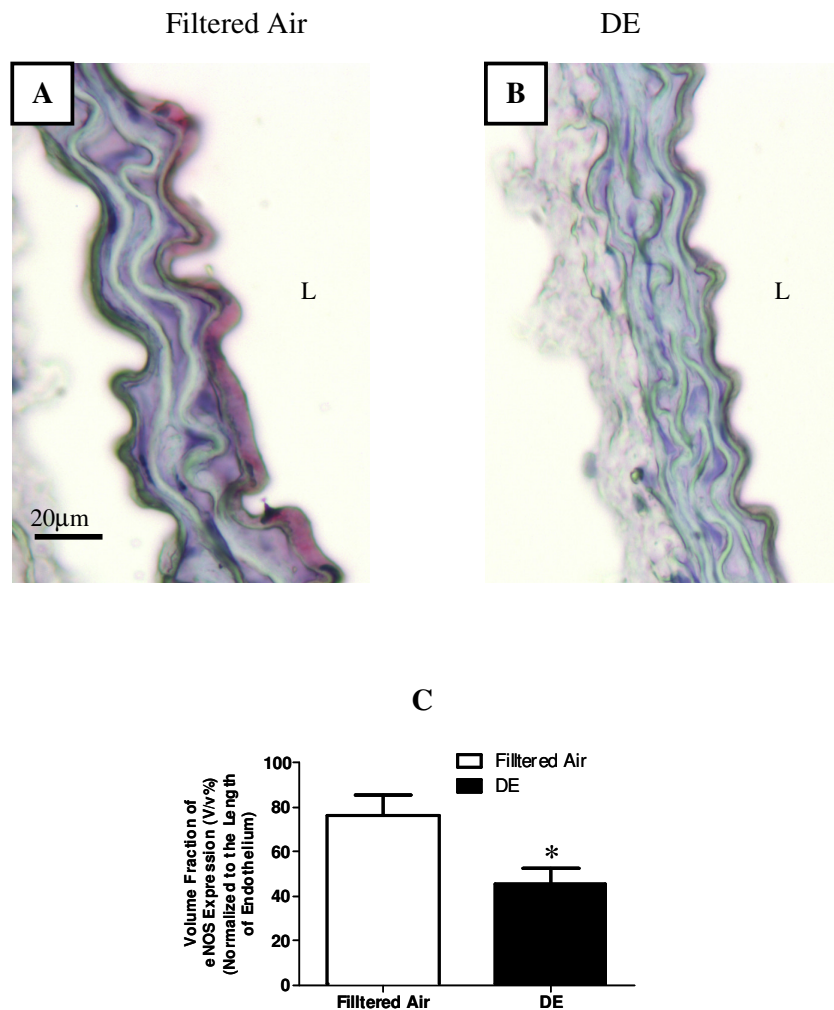 Filtered Air
DE
A
B
L
L
20μm
C
100
80
60
40
20
0
Volume Fraction of
eNOS Expression (V/v%)
(Normalized to the Length
of Endothelium)
Filltered Air
DE
*
Filltered Air
DE